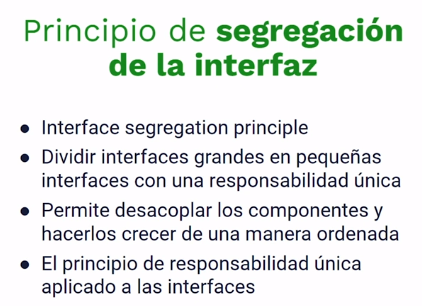 Principio de segregación
de la interfaz
● Interface segregation principle
● Dividir interfaces grandes en pequeñas
interfaces con una responsabilidad única
● Permite desacoplar los componentes y
hacerlos crecer de una manera ordenada
● El principio de responsabilidad única
aplicado a las interfaces